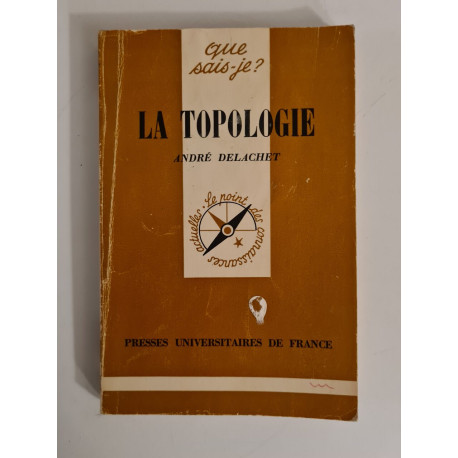 que
sais-je?
LA TOPOLOGIE
ANDRÉ DELACHET
Le point des connaissances actuelles
PRESSES UNIVERSITAIRES DE FRANCE